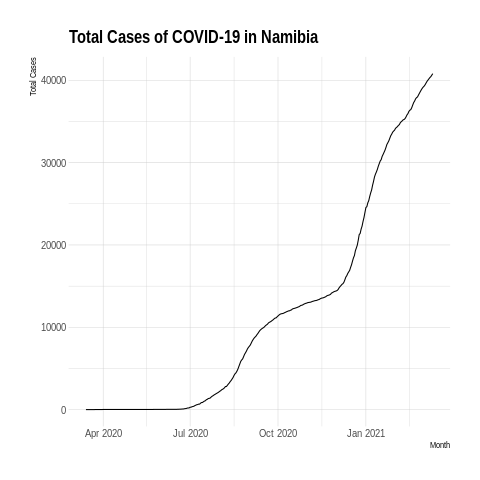 Total Cases of COVID-19 in Namibia
Total Cases
40000
30000
20000
10000
0
Apr 2020 Jul 2020 Oct 2020 Jan 2021
Month